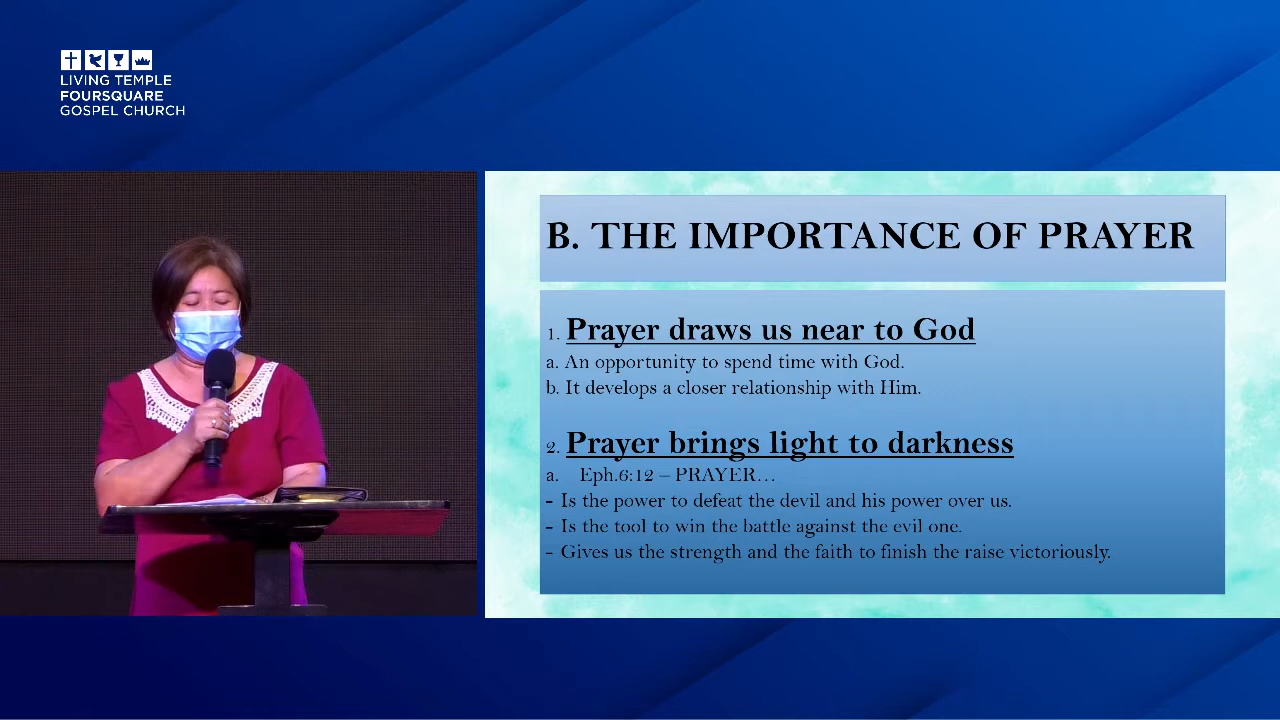 LIVING TEMPLE
FOURSQUARE
GOSPEL CHURCH
B. THE IMPORTANCE OF PRAYER
1. Prayer draws us near to God
a. An opportunity to spend time with God.
b. It develops a closer relationship with Him.
2. Prayer brings light to darkness
a. Eph.6:12 – PRAYER…
- Is the power to defeat the devil and his power over us.
- Is the tool to win the battle against the evil one.
- Gives us the strength and the faith to finish the raise victoriously.